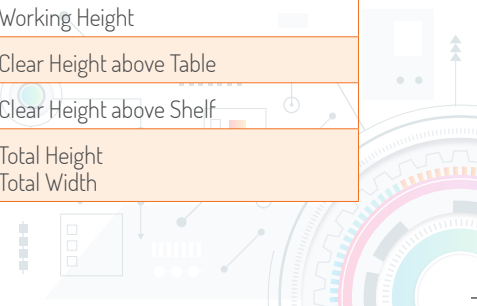 Working Height
Clear Height above Table
Clear Height above Shelf
Total Height
Total Width